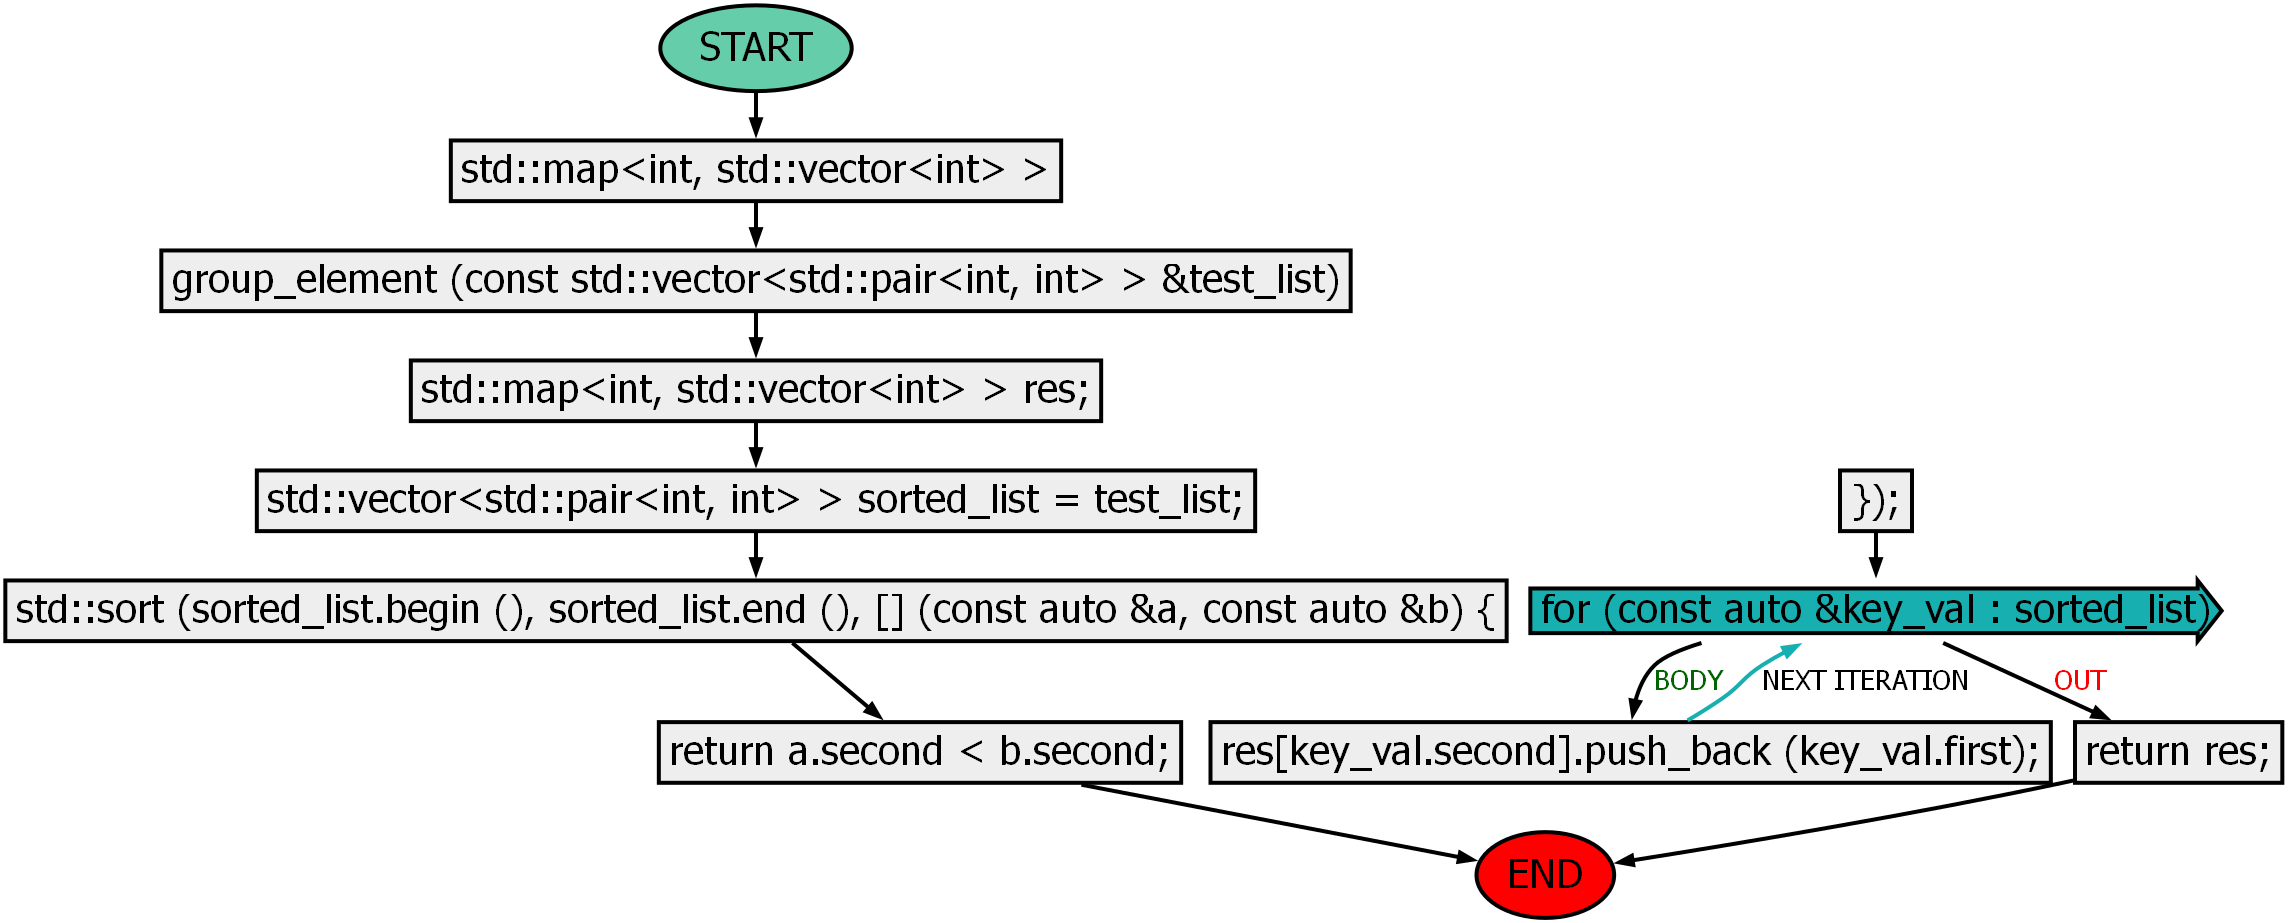 START
std::map<int, std::vector<int> >
group_element (const std::vector<std::pair<int, int> > &test_list)
std::map<int, std::vector<int> > res;
std::vector<std::pair<int, int> > sorted_list = test_list;
});
std::sort (sorted_list.begin (), sorted_list.end (), [] (const auto &a, const auto &b) {
for (const auto &key_val : sorted_list)
BODY
NEXT ITERATION
OUT
return a.second < b.second;
res[key_val.second].push_back (key_val.first);
return res;
END